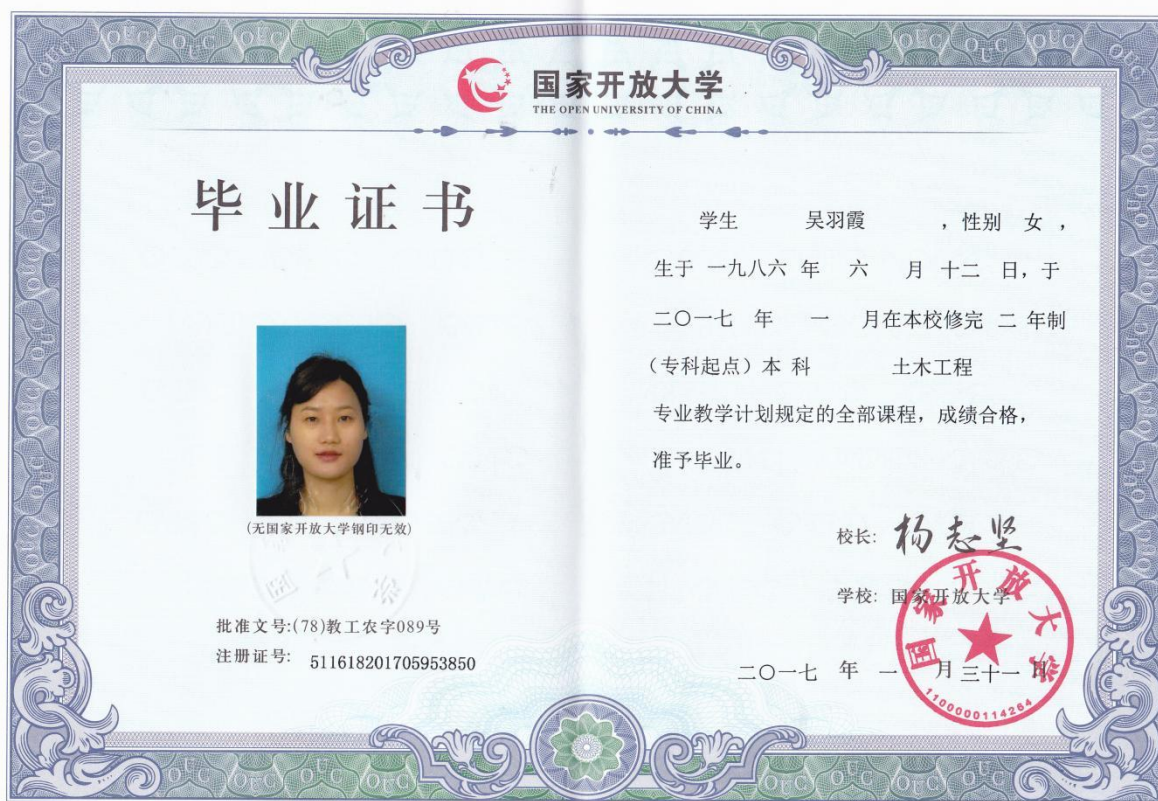 国家开放大学
THE OPEN UNIVERSITY OF CHINA
毕业证书
(无国家开放大学钢印无效)
批准文号:(78)教工农字089号
注册证号: 511618201705953850
学生 吴羽霞 ，性别 女 ，
生于 一九八六 年 六 月 十二 日，于
二〇一七 年 一 月在本校修完 二 年制
（专科起点）本 科 土木工程
专业教学计划规定的全部课程，成绩合格，
准予毕业。
校长: 杨志坚
学校: 国家开放大学
二〇一七 年 一 月 三十一 日
国家开放大学
1100000114264